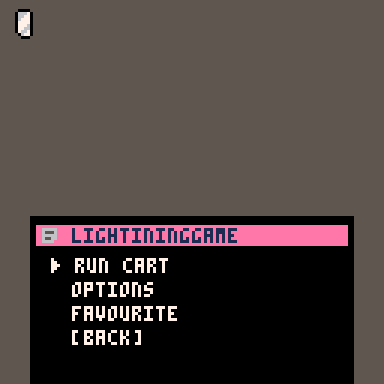 LIGHTININGGAME
RUN CART
OPTIONS
FAVOURITE
[BACK]